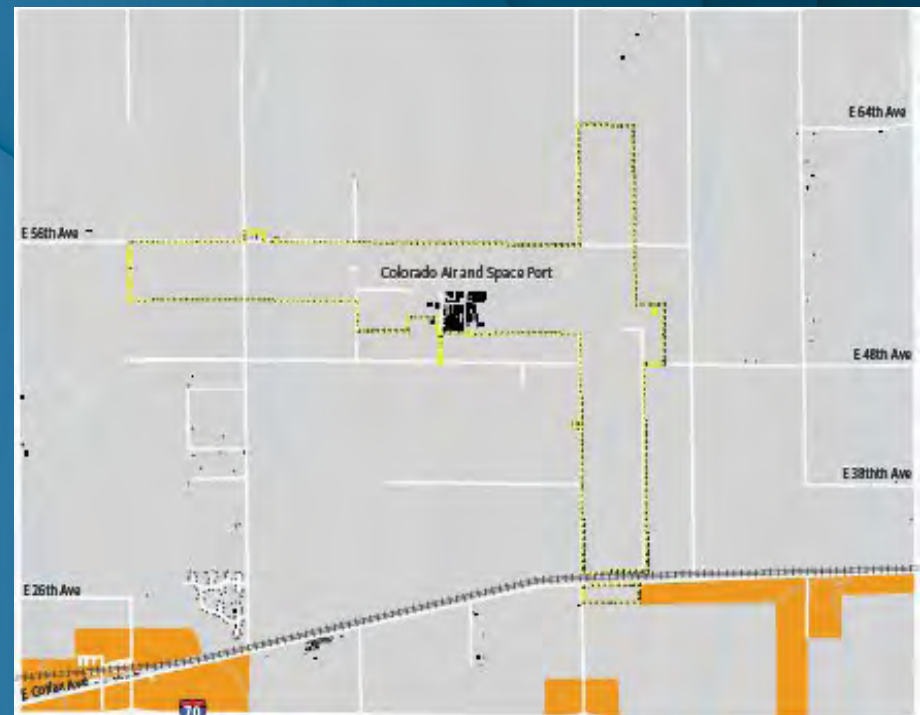 E 64th Ave
E 56th Ave
Colorado Air and Space Port
E 48th Ave
E 38thth Ave
E 26th Ave
E Colfax Ave
70